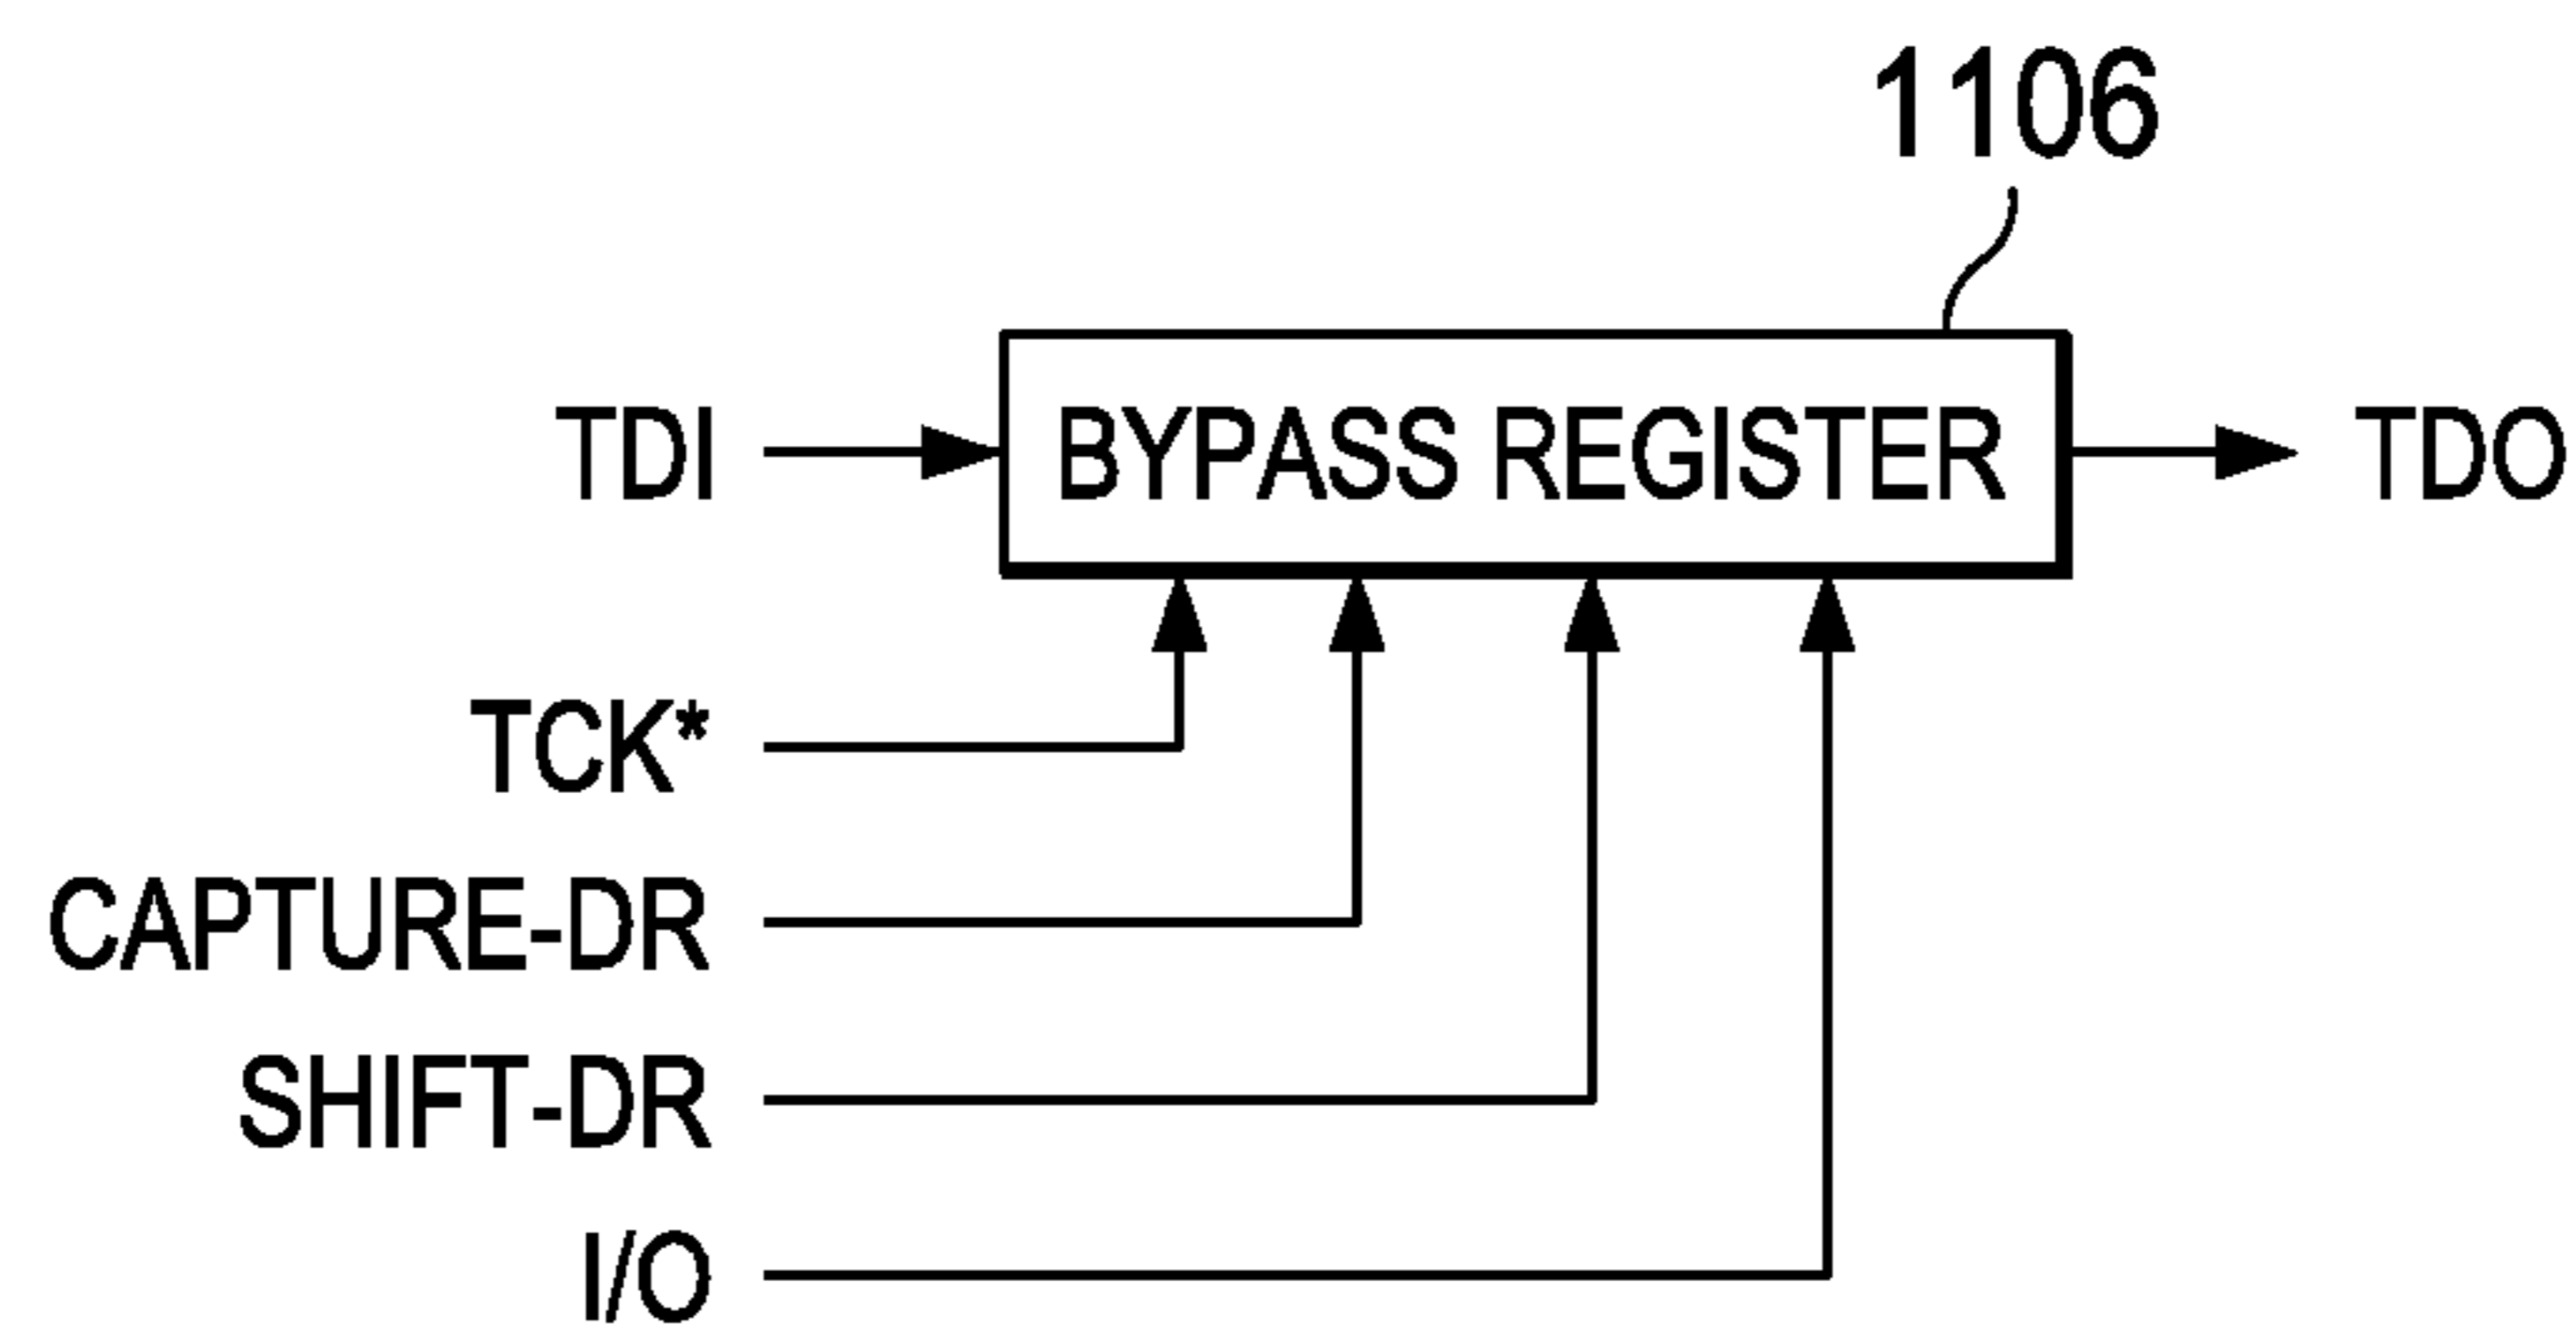 1106
TDI BYPASS REGISTER TDO
TCK*
CAPTURE-DR
SHIFT-DR
I/O